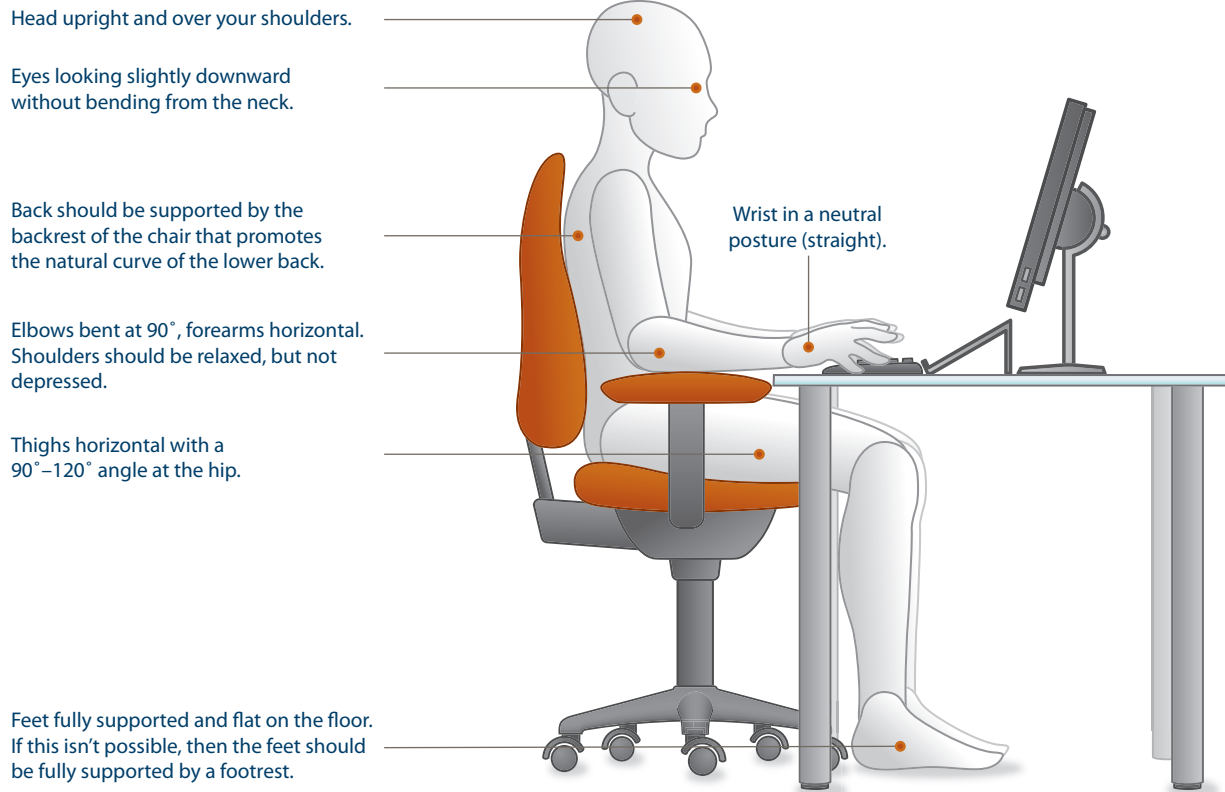 Head upright and over your shoulders.
Eyes looking slightly downward
without bending from the neck.
Back should be supported by the
backrest of the chair that promotes
the natural curve of the lower back.
Wrist in a neutral
posture (straight).
Elbows bent at 90˚, forearms horizontal.
Shoulders should be relaxed, but not
depressed.
Thighs horizontal with a
90˚–120˚ angle at the hip.
Feet fully supported and flat on the floor.
If this isn't possible, then the feet should
be fully supported by a footrest.